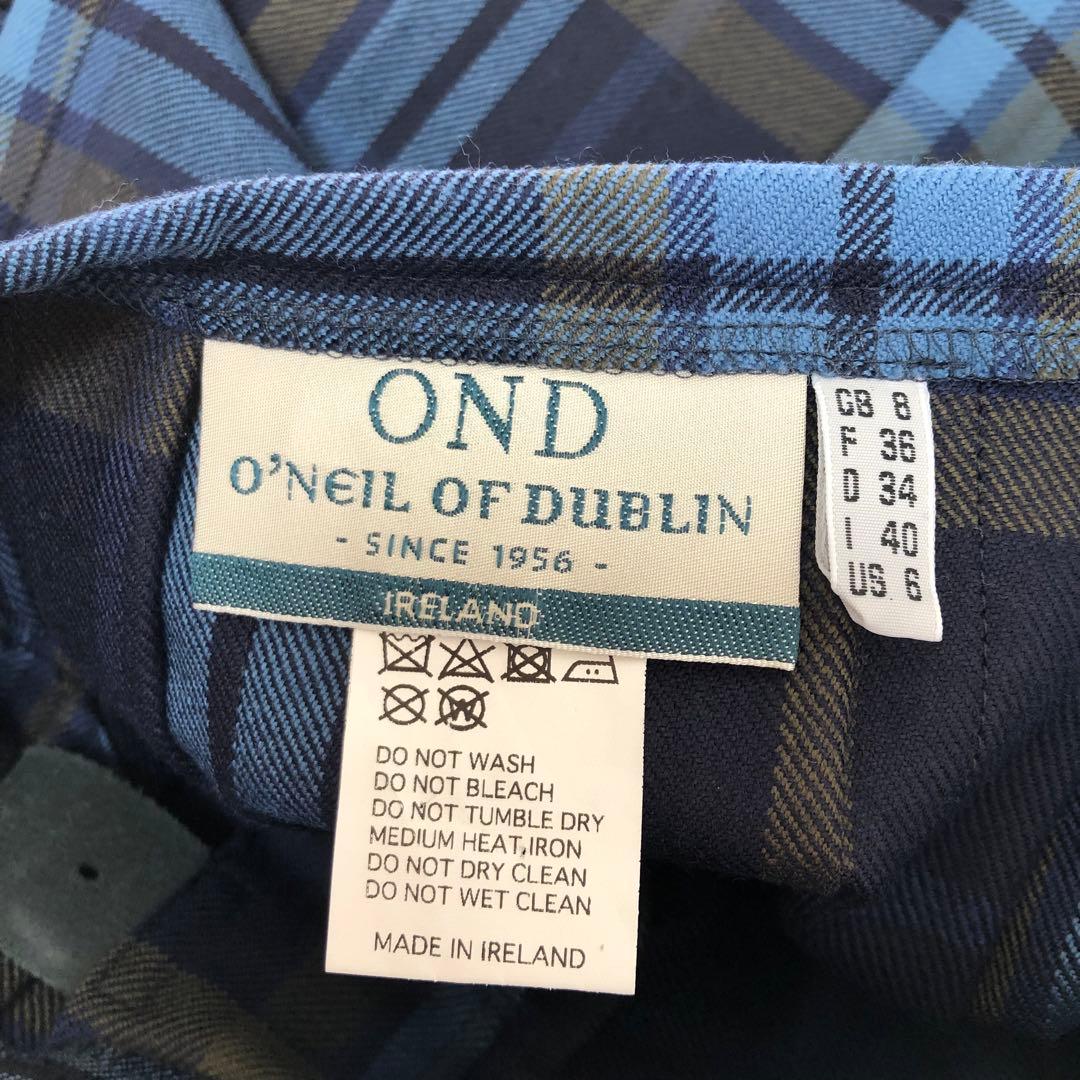 OND
O'NEIL OF DUBLIN
- SINCE 1956 -
IRELAND
GB 8
F 36
D 34
I 40
US 6
W
DO NOT WASH
DO NOT BLEACH
DO NOT TUMBLE DRY
MEDIUM HEAT IRON
DO NOT DRY CLEAN
DO NOT WET CLEAN
MADE IN IRELAND